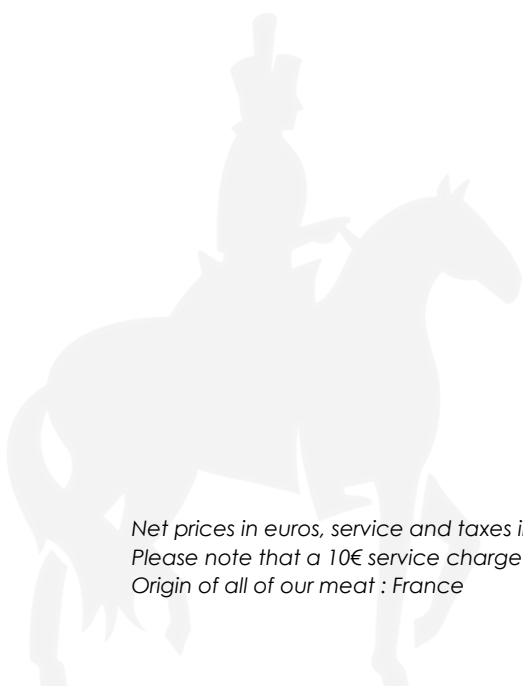 Net prices in euros, service and taxes
Please note that a 10€ service charge
Origin of all of our meat : France